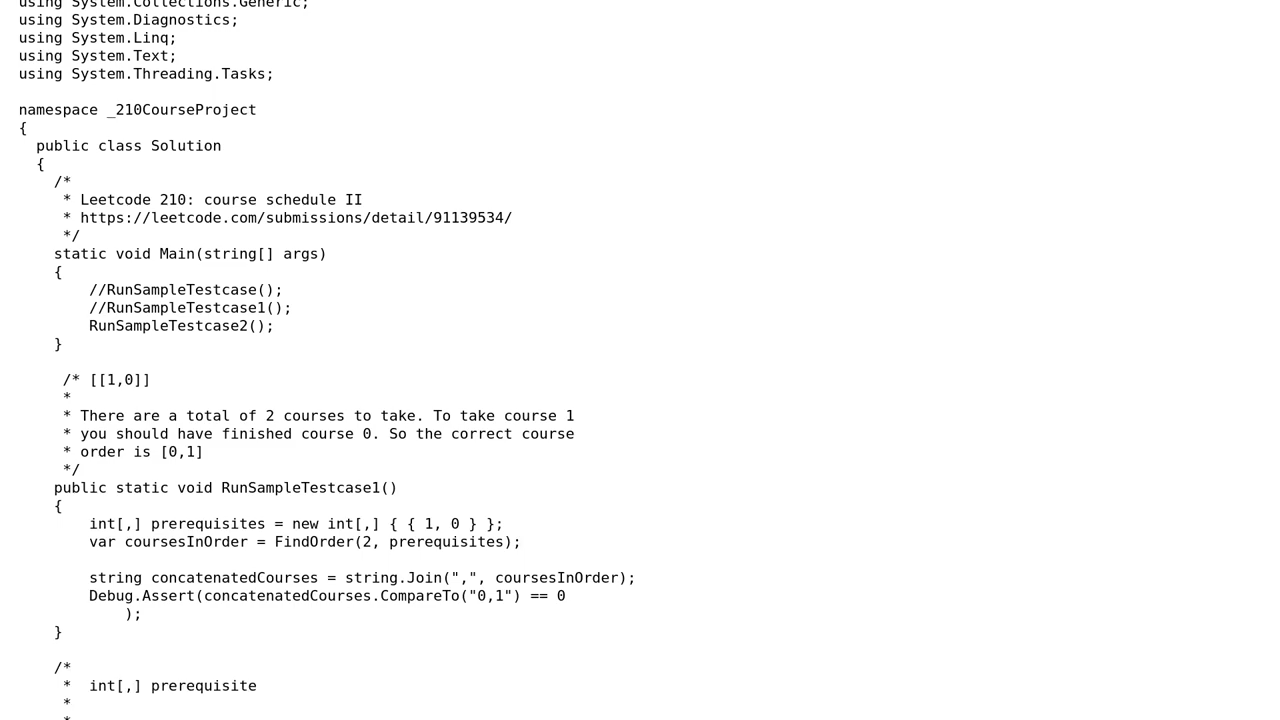 using System.Collections.Generic;
using System.Diagnostics;
using System.Linq;
using System.Text;
using System.Threading.Tasks;

namespace _210CourseProject
{
  public class Solution
  {
    /*
     * Leetcode 210: course schedule II
     * https://leetcode.com/submissions/detail/91139534/
     */
    static void Main(string[] args)
    {
        //RunSampleTestcase();
        //RunSampleTestcase1();
        RunSampleTestcase2();
    }

     /* [[1,0]]
     *
     * There are a total of 2 courses to take. To take course 1
     * you should have finished course 0. So the correct course
     * order is [0,1]
     */
    public static void RunSampleTestcase1()
    {
        int[,] prerequisites = new int[,] { { 1, 0 } };
        var coursesInOrder = FindOrder(2, prerequisites);

        string concatenatedCourses = string.Join(",", coursesInOrder);
        Debug.Assert(concatenatedCourses.CompareTo("0,1") == 0
            );
    }

    /*
     *  int[,] prerequisite
     *
     *